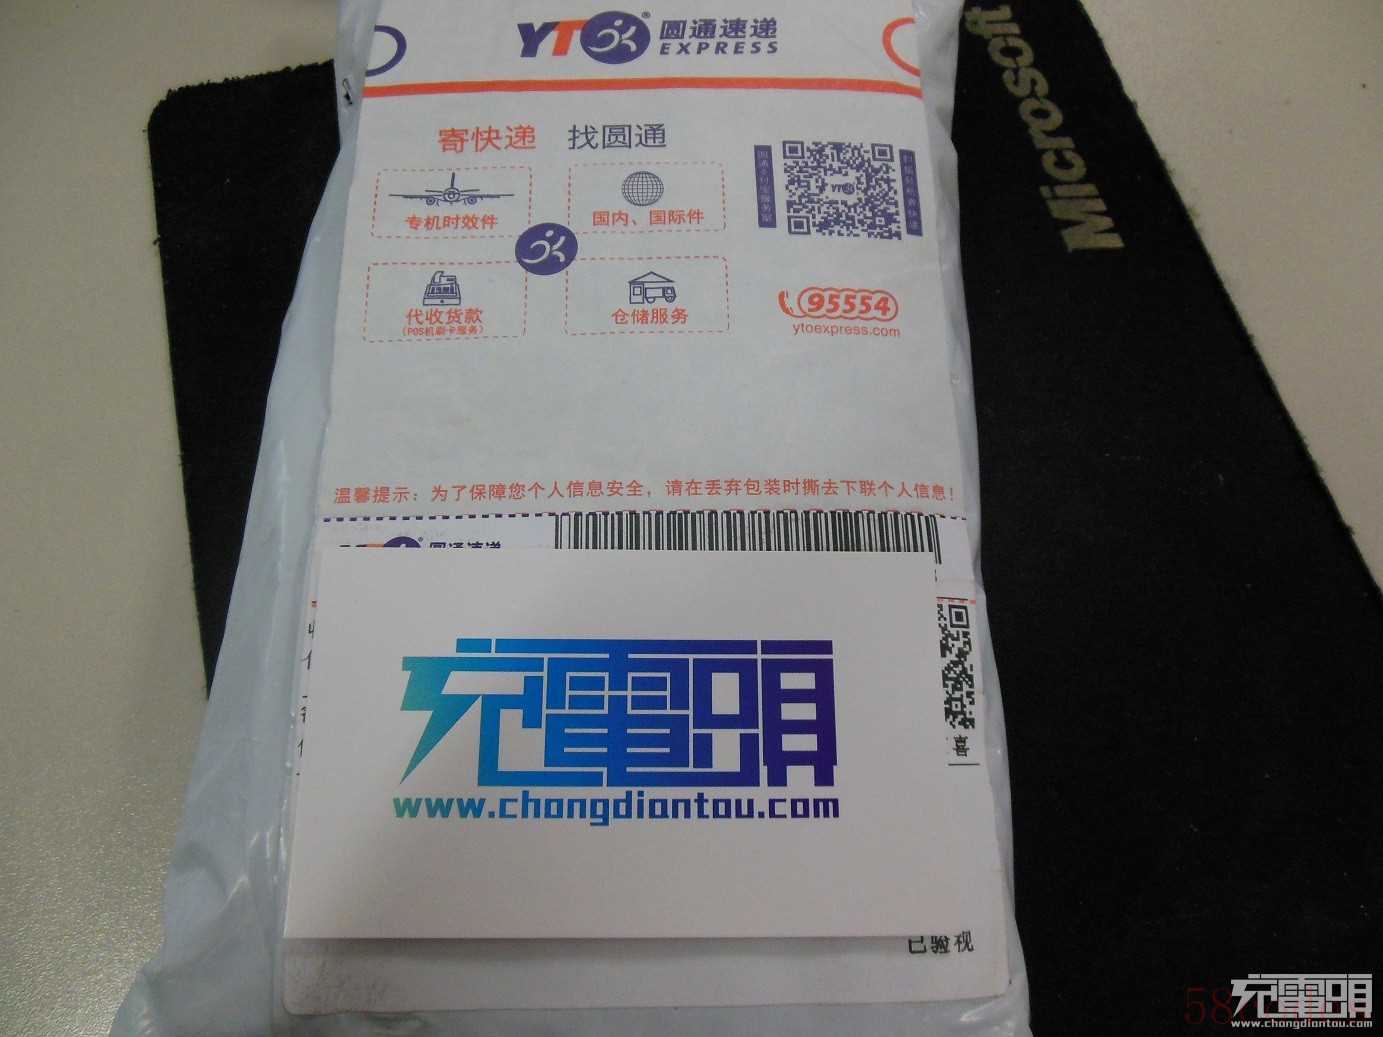 YTO® 圆通速递
EXPRESS
Microsoft
寄快递 找圆通
专机时效件
国内、国际件
YTO
代收货款
(POS机刷卡服务)
仓储服务
95554
ytoexpress.com
温馨提示：为了保障您个人信息安全，请在丢弃包装时撕去下联个人信息！
圆通速递
喜
充電頭
www.chongdiantou.com
已验视
充電頭
www.chongdiantou.com